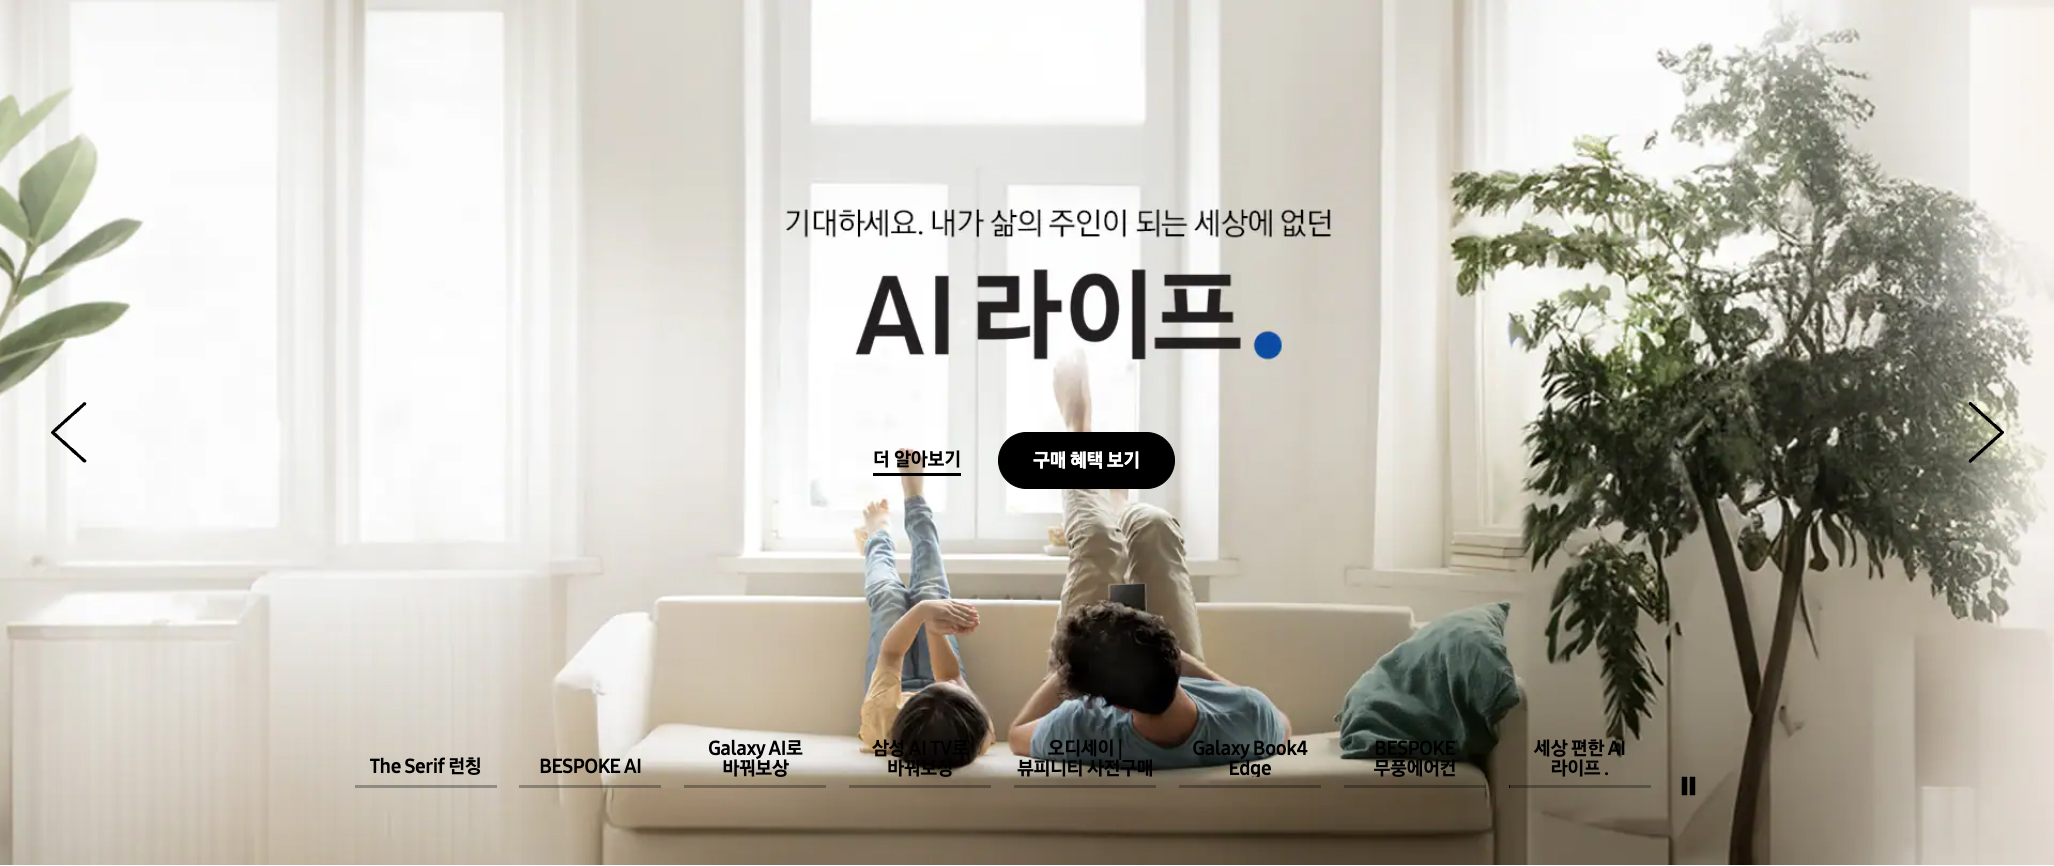 기대하세요. 내가 삶의 주인이 되는 세상에 없던
AI 라이프.
더 알아보기
구매 혜택 보기
The Serif 런칭
BESPOKE AI
Galaxy AI로
바꿔보상
삼성 AI TV로!
바꿔보상
오디세이 |
뷰피니티 사전구매
Galaxy Book4
Edge
BESPOKE
무풍에어컨
세상 편한 AI
라이프 .